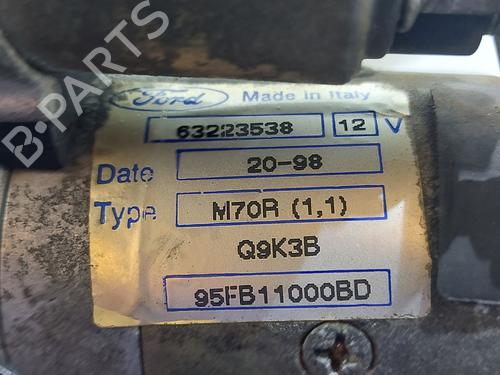 B-PARTS
Ford Made in Italy
63223538 12 V
Date 20-98
Type M70R (1,1)
Q9K3B
95FB11000BD